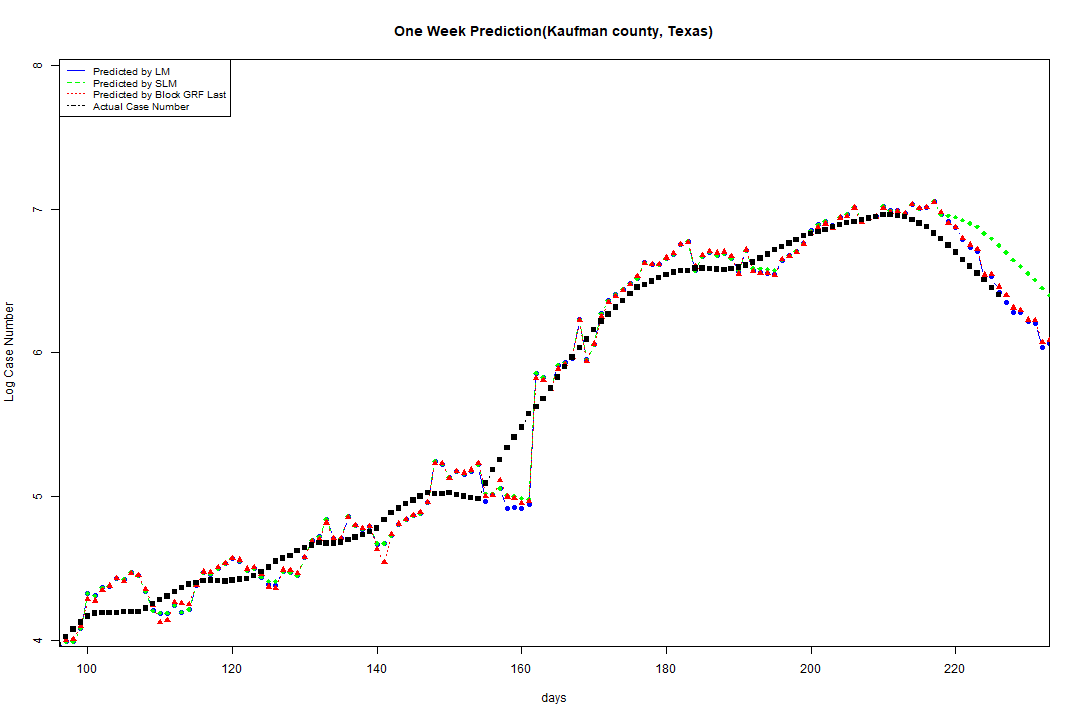 One Week Prediction(Kaufman county, Texas)
Predicted by LM
Predicted by SLM
Predicted by Block GRF Last
Actual Case Number
8
7
6
5
4
Log Case Number
100 120 140 160 180 200 220
days